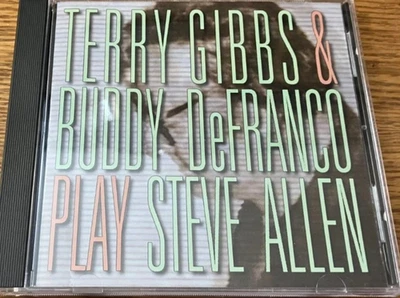 TERRY GIBBS &
BUDDY DeFRANCO
PLAY STEVE ALLEN